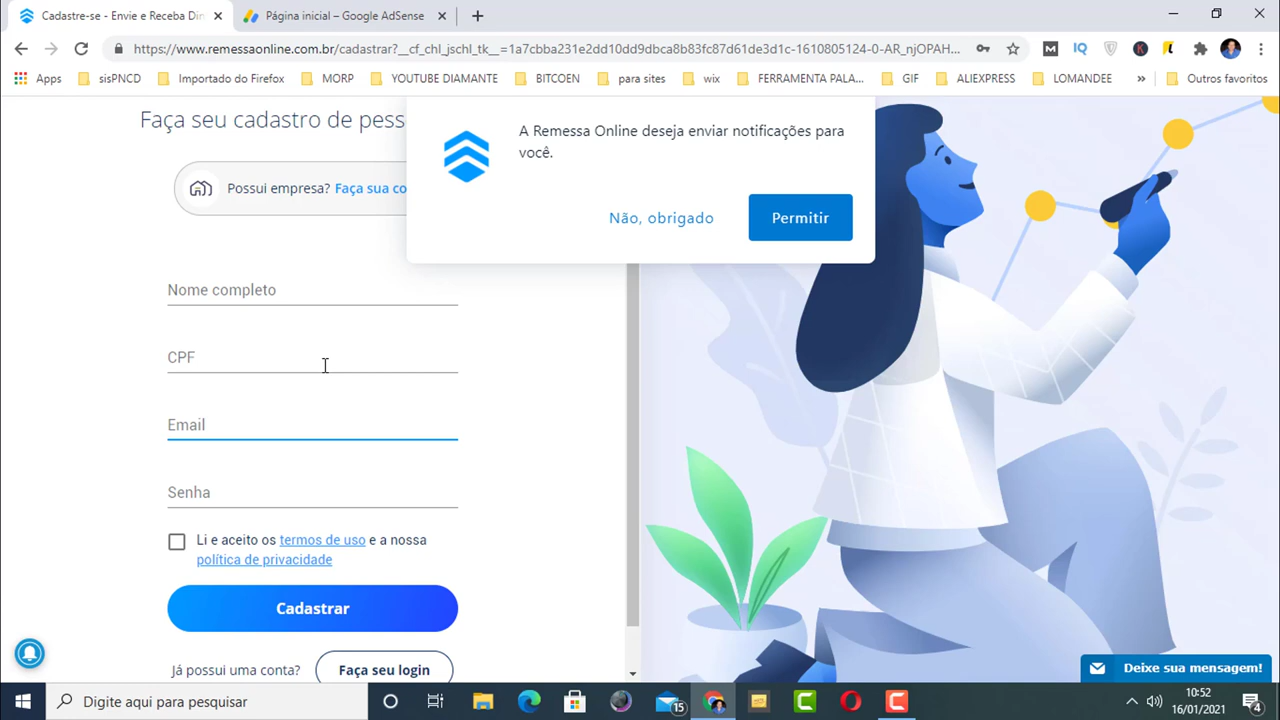 Cadastre-se - Envie e Receba Din
Página inicial – Google AdSense
https://www.remessaonline.com.br/cadastrar?__cf_chl_jschl_tk__=1a7cbba231e2dd10dd9dbca8b83fc87d61de3d1c-1610805124-0-AR_njOPAH...
Apps
sisPNCD
Importado do Firefox
MORP
YOUTUBE DIAMANTE
BITCOEN
para sites
wix
FERRAMENTA PALA...
GIF
ALIEXPRESS
LOMANDEE
»
Outros favoritos
Faça seu cadastro de pess
Possui empresa? Faça sua co
A Remessa Online deseja enviar notificações para
você.
Não, obrigado
Permitir
Nome completo
CPF
Email
Senha
Li e aceito os termos de uso e a nossa
política de privacidade
Cadastrar
Já possui uma conta?
Faça seu login
Deixe sua mensagem!
Digite aqui para pesquisar
15
10:52
16/01/2021
4